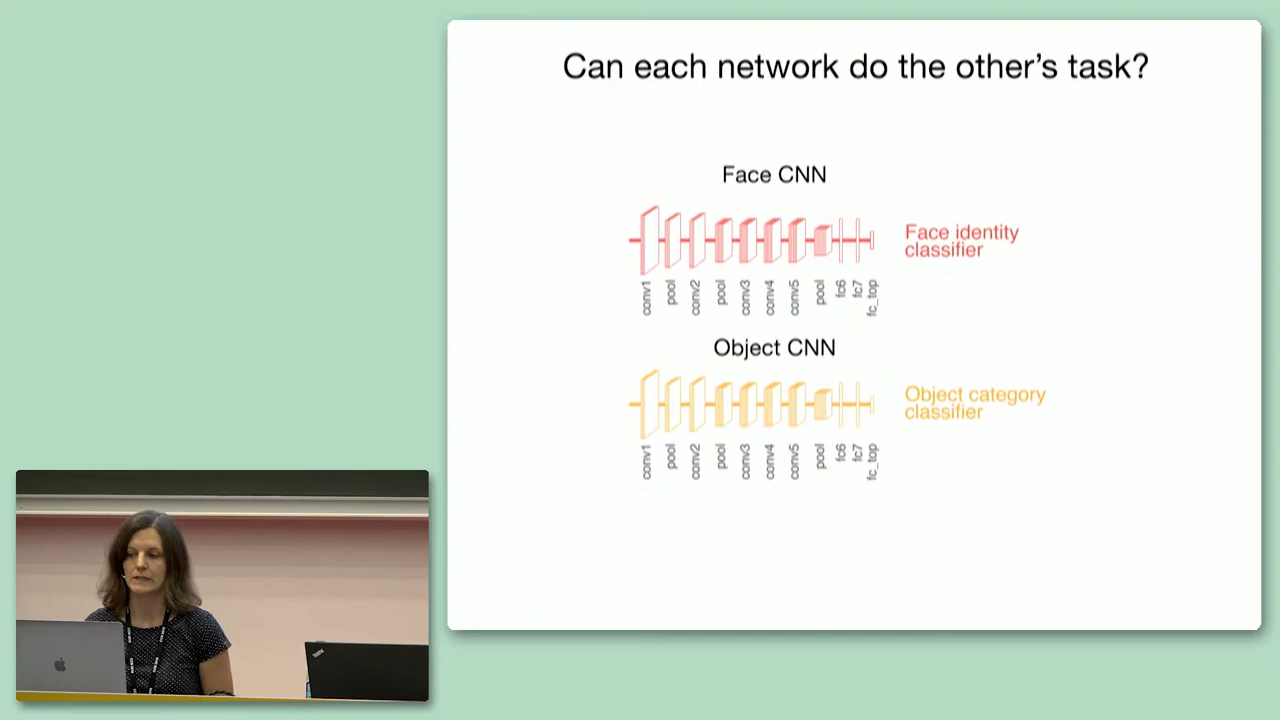 Can each network do the other's task?
Face CNN
Face identity
classifier
conv1
pool
conv2
pool
conv3
conv4
conv5
pool
fc6
fc7
fc_top
Object CNN
Object category
classifier
conv1
pool
conv2
pool
conv3
conv4
conv5
pool
fc6
fc7
fc_top